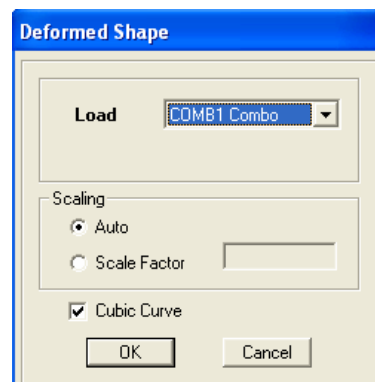 Deformed Shape
Load COMB1 Combo
Scaling
Auto
Scale Factor
Cubic Curve
OK Cancel